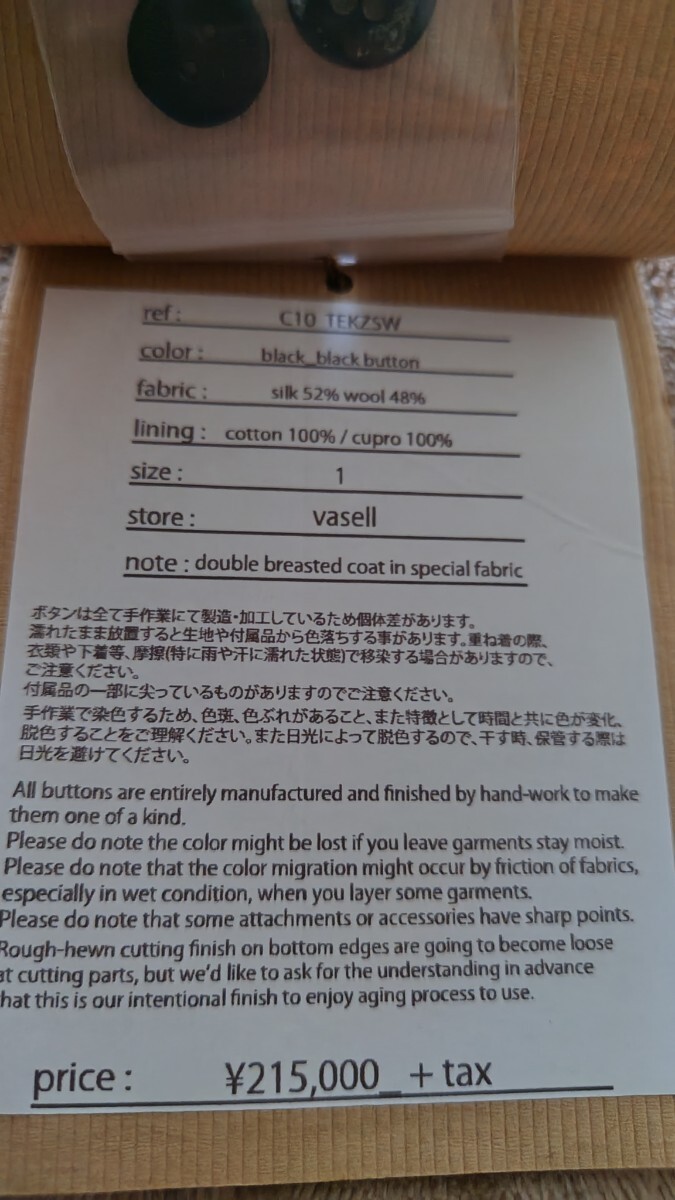 ref : C10 TEKZSW
color : black_black button
fabric : silk 52% wool 48%
lining : cotton 100% / cupro 100%
size : 1
store : vasell
note : double breasted coat in special fabric
ボタンは全て手作業にて製造・加工しているため個体差があります。
濡れたまま放置すると生地や付属品から色落ちする事があります。重ね着の際、
衣類や下着等、摩擦(特に雨や汗に濡れた状態)で移染する場合がありますので、
ご注意ください。
付属品の一部に尖っているものがありますのでご注意ください。
手作業で染色するため、色斑、色ぶれがあること、また特徴として時間と共に色が変化、
脱色することをご理解ください。また日光によって脱色するので、干す時、保管する際は
日光を避けてください。
All buttons are entirely manufactured and finished by hand-work to make
them one of a kind.
Please do note the color might be lost if you leave garments stay moist.
Please do note that the color migration might occur by friction of fabrics,
especially in wet condition, when you layer some garments.
Please do note that some attachments or accessories have sharp points.
Rough-hewn cutting finish on bottom edges are going to become loose
at cutting parts, but we'd like to ask for the understanding in advance
that this is our intentional finish to enjoy aging process to use.
price : ¥215,000_ + tax